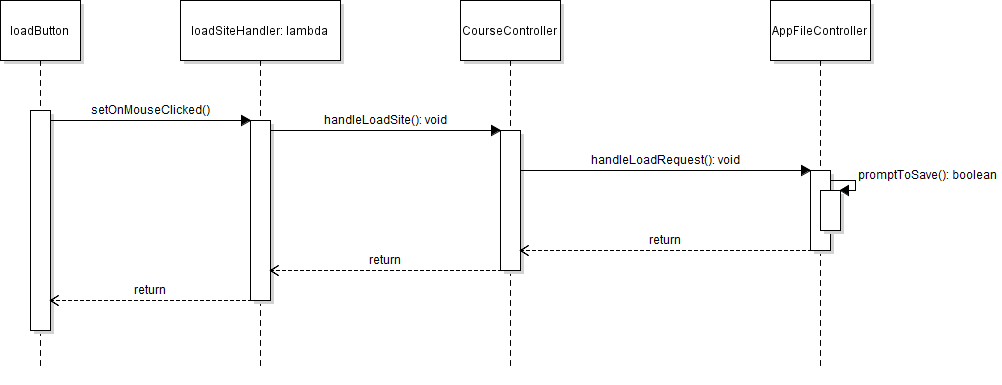 loadButton
loadSiteHandler: lambda
CourseController
AppFileController
setOnMouseClicked()
handleLoadSite(): void
handleLoadRequest(): void
promptToSave(): boolean
return
return
return